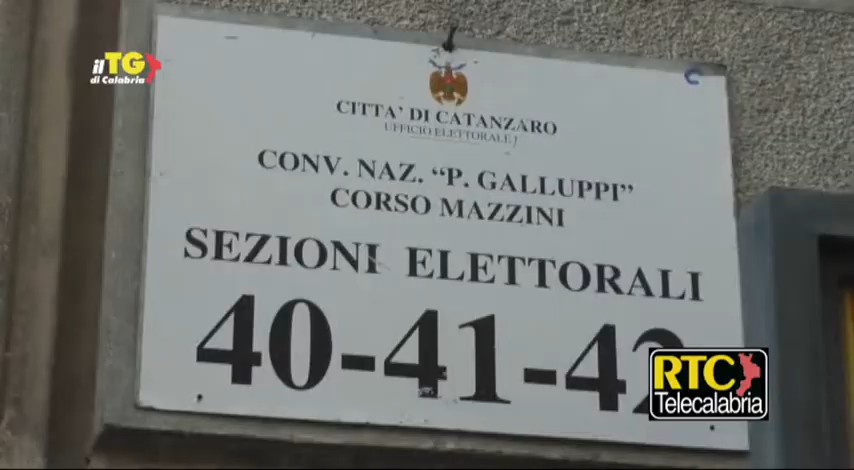 il TG
di Calabria
CITTA' DI CATANZARO
UFFICIO ELETTORALE
CONV. NAZ. “P. GALLUPPI”
CORSO MAZZINI
SEZIONI ELETTORALI
40-41-42
RTC
Telecalabria